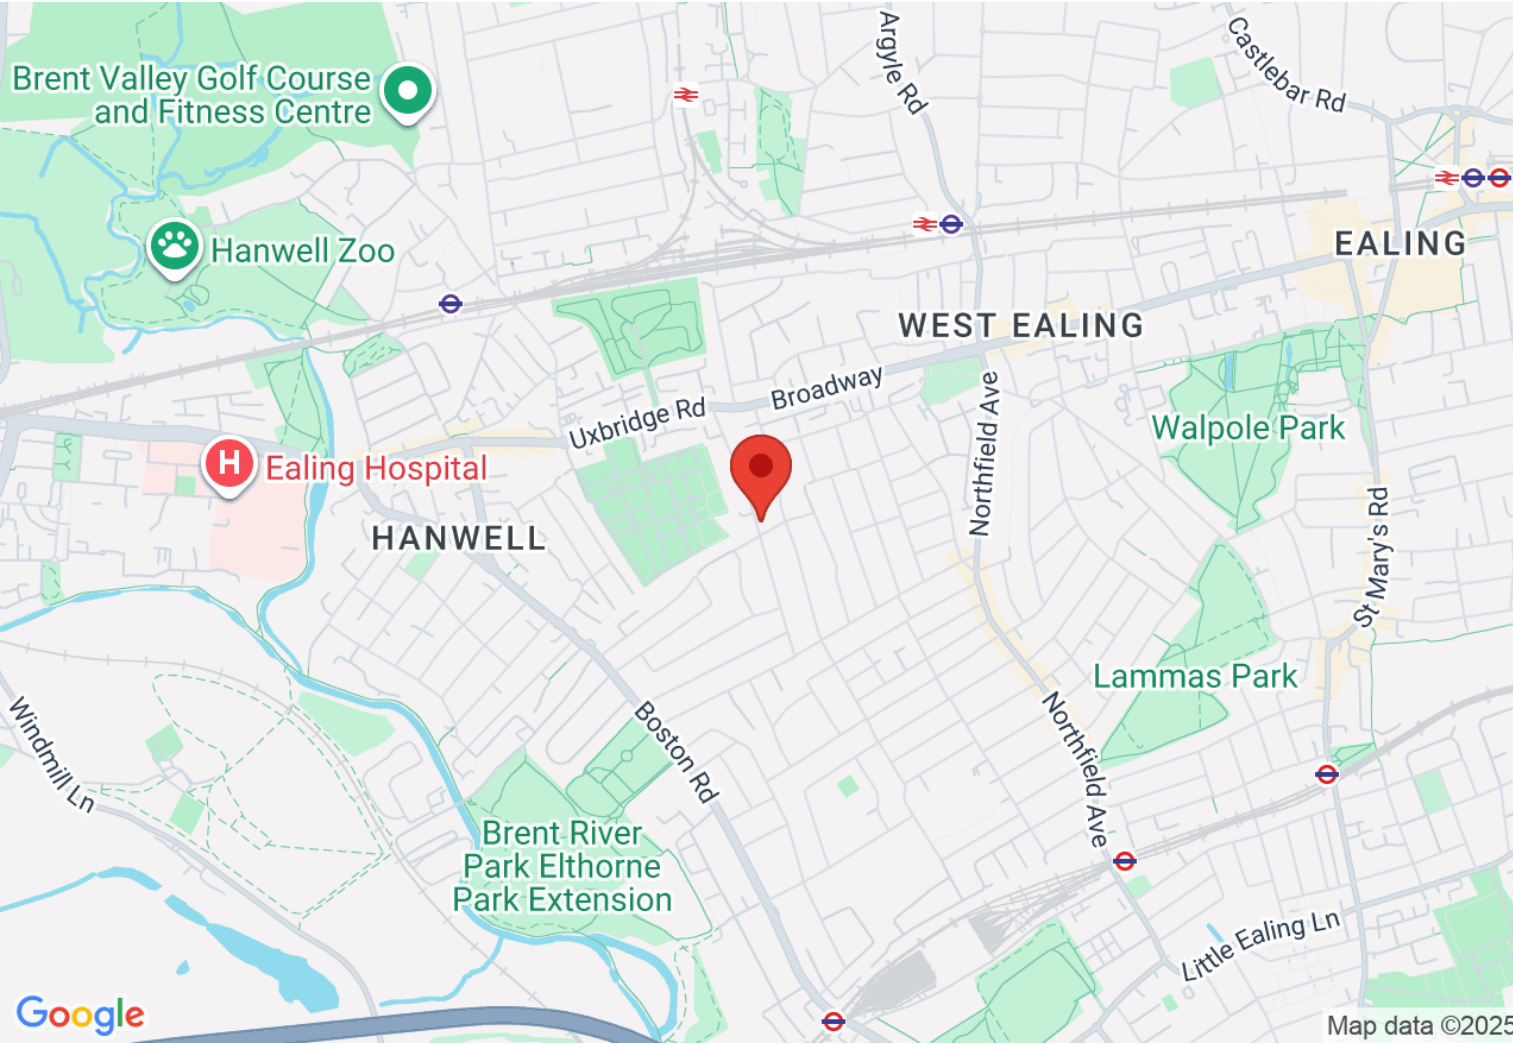 Argyle Rd
Castlebar Rd
Brent Valley Golf Course
and Fitness Centre
Hanwell Zoo
EALING
WEST EALING
Broadway
Uxbridge Rd
Northfield Ave
Walpole Park
H
Ealing Hospital
HANWELL
St Mary's Rd
Lammas Park
Windmill Ln
Boston Rd
Northfield Ave
Brent River
Park Elthorne
Park Extension
Little Ealing Ln
Google
Map data ©2025